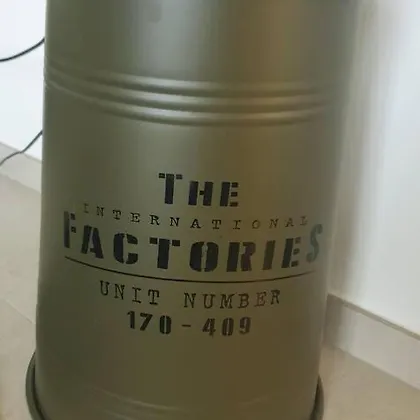 THE
INTERNATIONAL
FACTORIES
UNIT NUMBER
170-409